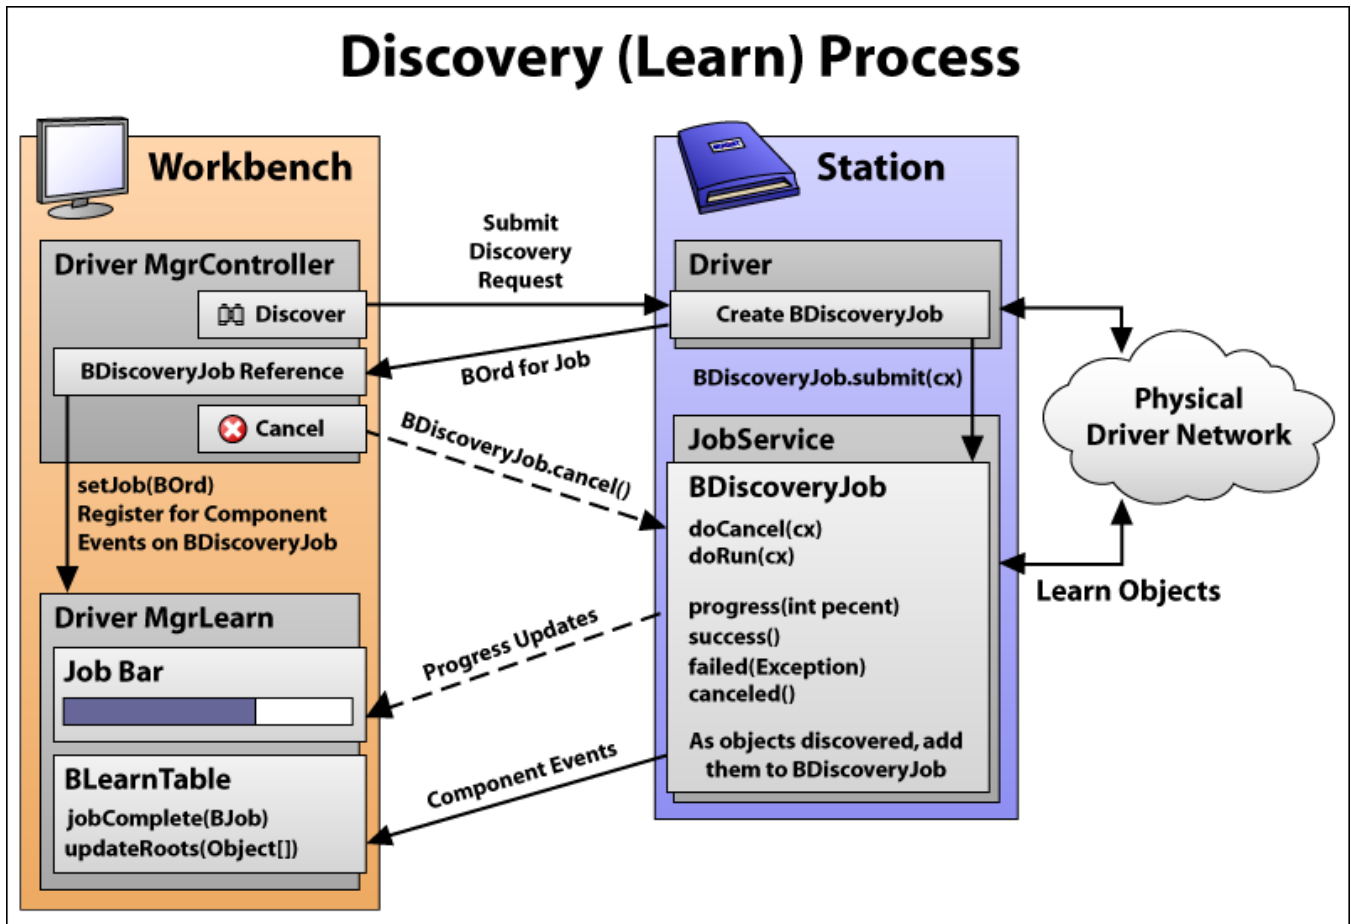 Discovery (Learn) Process
Workbench
Driver MgrController
Discover
BDiscoveryJob Reference
Cancel
setJob(BOrd)
Register for Component
Events on BDiscoveryJob
Driver MgrLearn
Job Bar
BLearnTable
jobComplete(BJob)
updateRoots(Object[])
Submit
Discovery
Request
BOrd for Job
BDiscoveryJob.cancel()
Progress Updates
Component Events
Station
Driver
Create BDiscoveryJob
BDiscoveryJob.submit(cx)
JobService
BDiscoveryJob
doCancel(cx)
doRun(cx)
progress(int pecent)
success()
failed(Exception)
canceled()
As objects discovered, add
them to BDiscoveryJob
Physical
Driver Network
Learn Objects